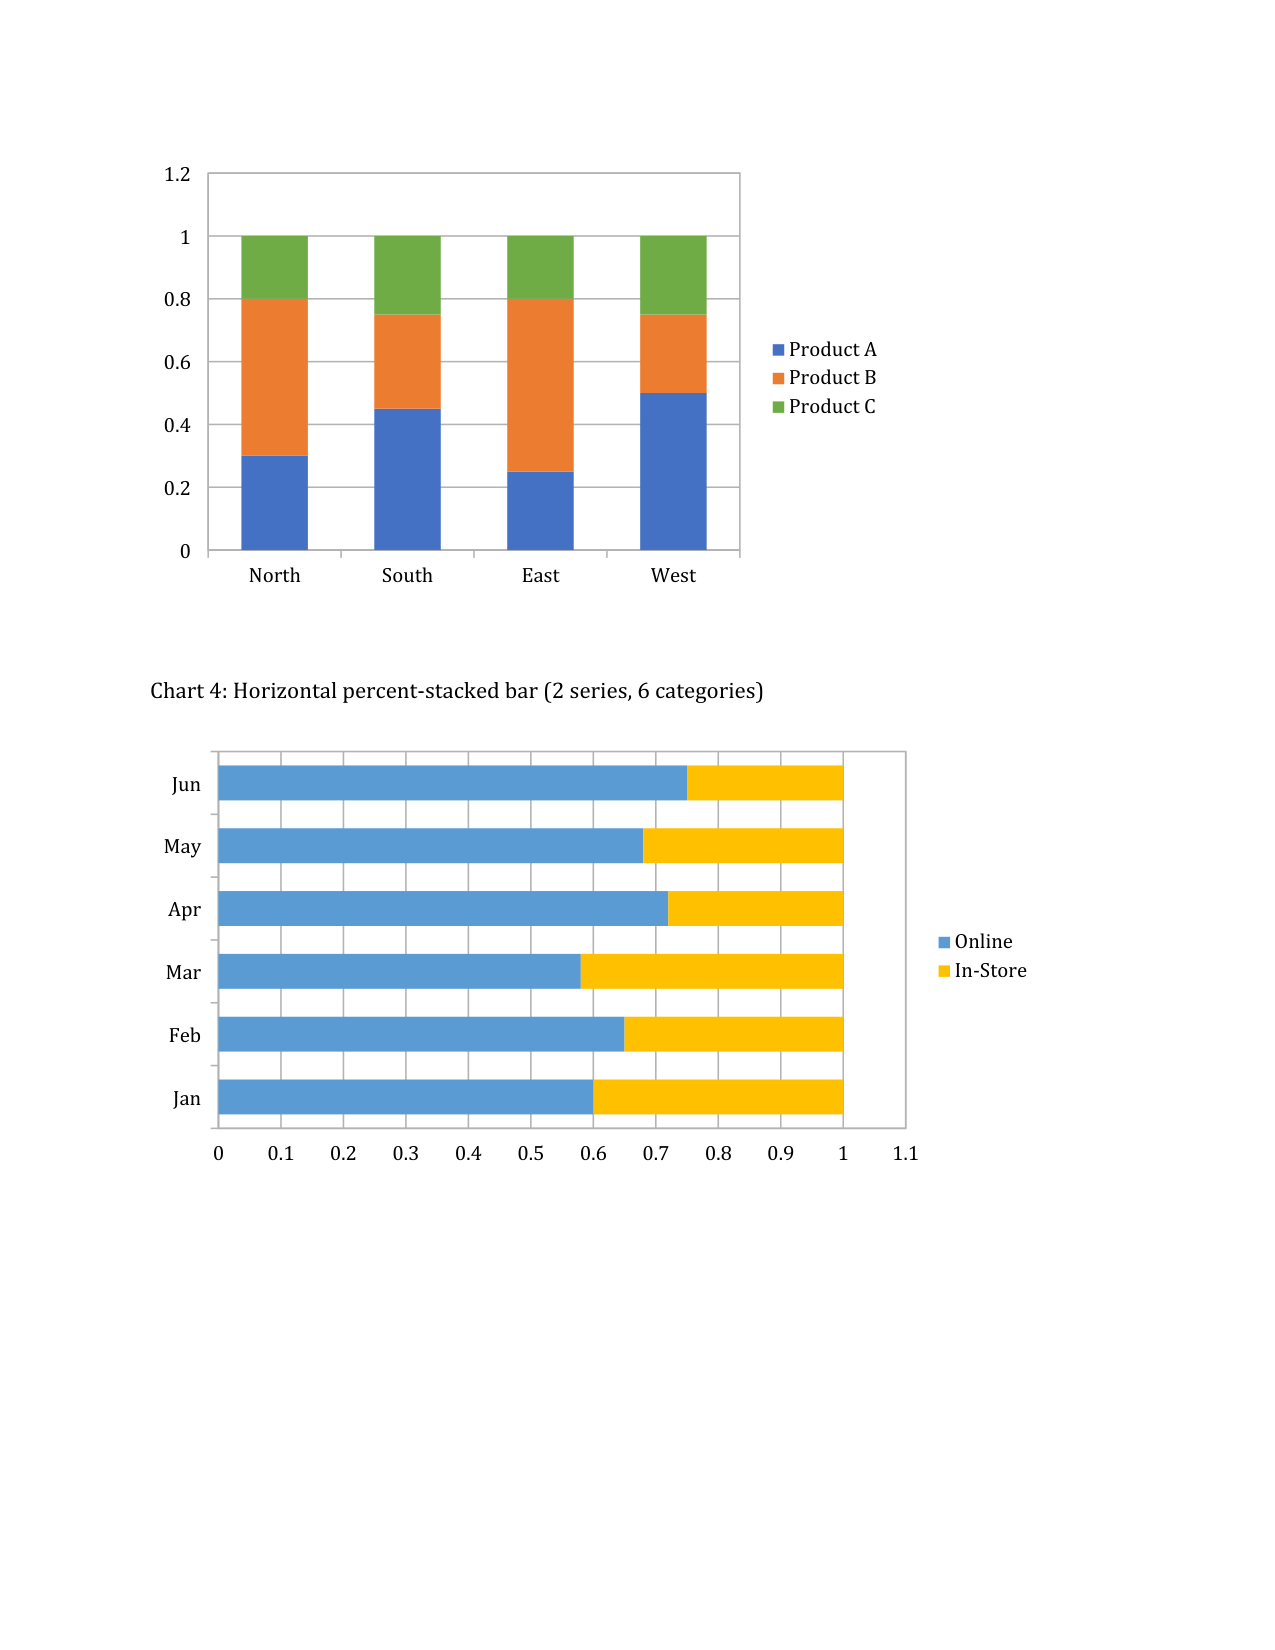 1.2
1
0.8
0.6
0.4
0.2
0
North South East West
Product A
Product B
Product C
Chart 4: Horizontal percent-stacked bar (2 series, 6 categories)
Jun
May
Apr
Mar
Feb
Jan
0 0.1 0.2 0.3 0.4 0.5 0.6 0.7 0.8 0.9 1 1.1
Online
In-Store